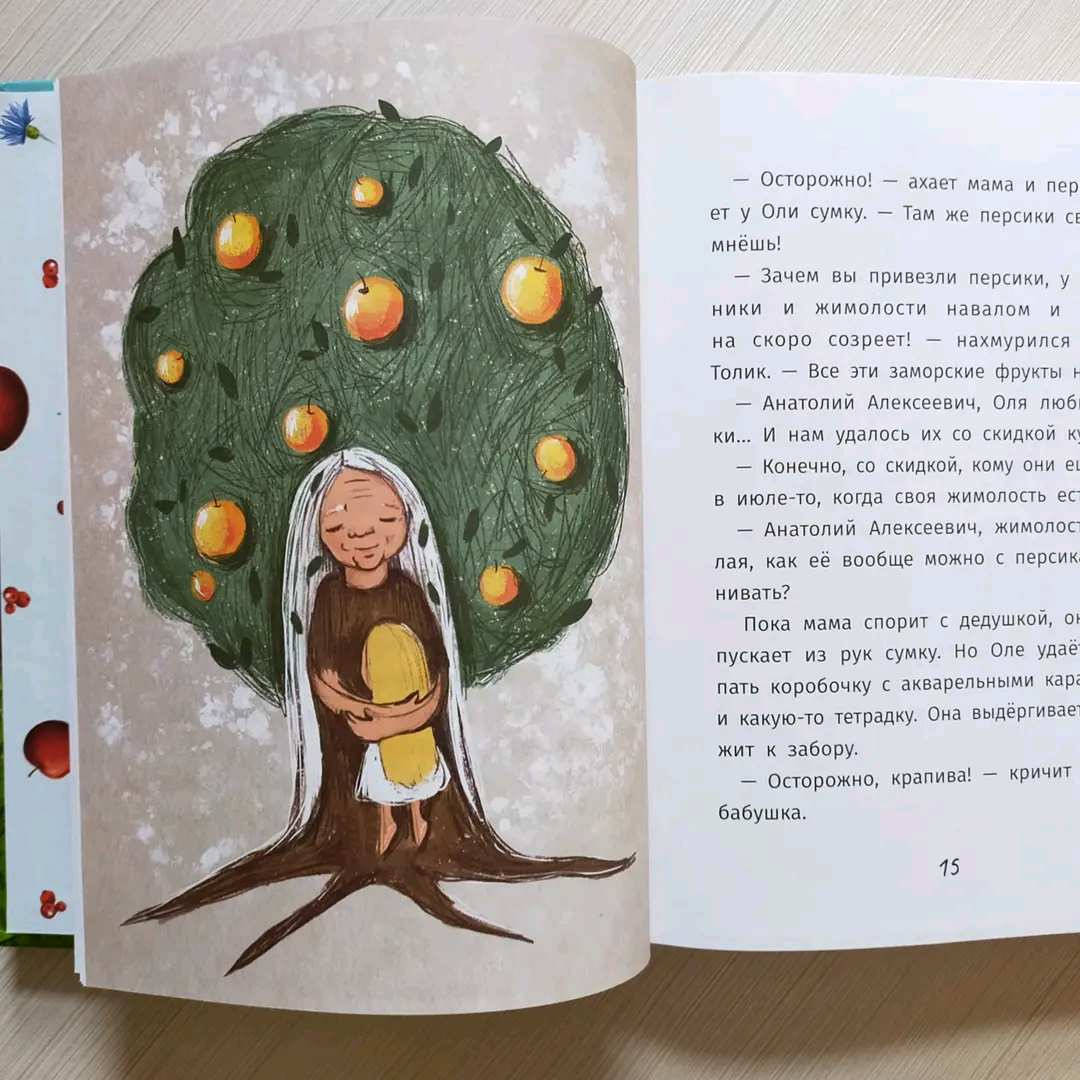 — Осторожно! — ахает мама и пер
ет у Оли сумку. — Там же персики св
мнёшь!
— Зачем вы привезли персики, у
ники и жимолости навалом и
на скоро созреет! — нахмурился
Толик. — Все эти заморские фрукты н
— Анатолий Алексеевич, Оля люб
ки... И нам удалось их со скидкой ку
— Конечно, со скидкой, кому они ещ
в июле-то, когда своя жимолость ест
— Анатолий Алексеевич, жимолост
лая, как её вообще можно с персика
нивать?
Пока мама спорит с дедушкой, он
пускает из рук сумку. Но Оле удаёт
пать коробочку с акварельными кара
и какую-то тетрадку. Она выдёргивает
жит к забору.
— Осторожно, крапива! — кричит
бабушка.
15